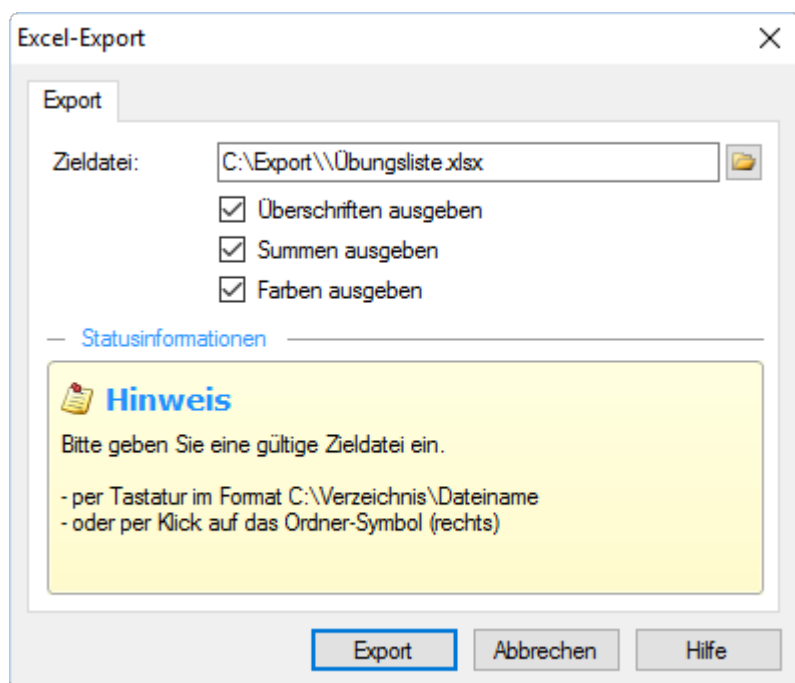 Excel-Export
Export
Zieldatei: C:\Export\\Übungsliste.xlsx
Überschriften ausgeben
Summen ausgeben
Farben ausgeben
Statusinformationen
Hinweis
Bitte geben Sie eine gültige Zieldatei ein.
- per Tastatur im Format C:\Verzeichnis\Dateiname
- oder per Klick auf das Ordner-Symbol (rechts)
Export Abbrechen Hilfe